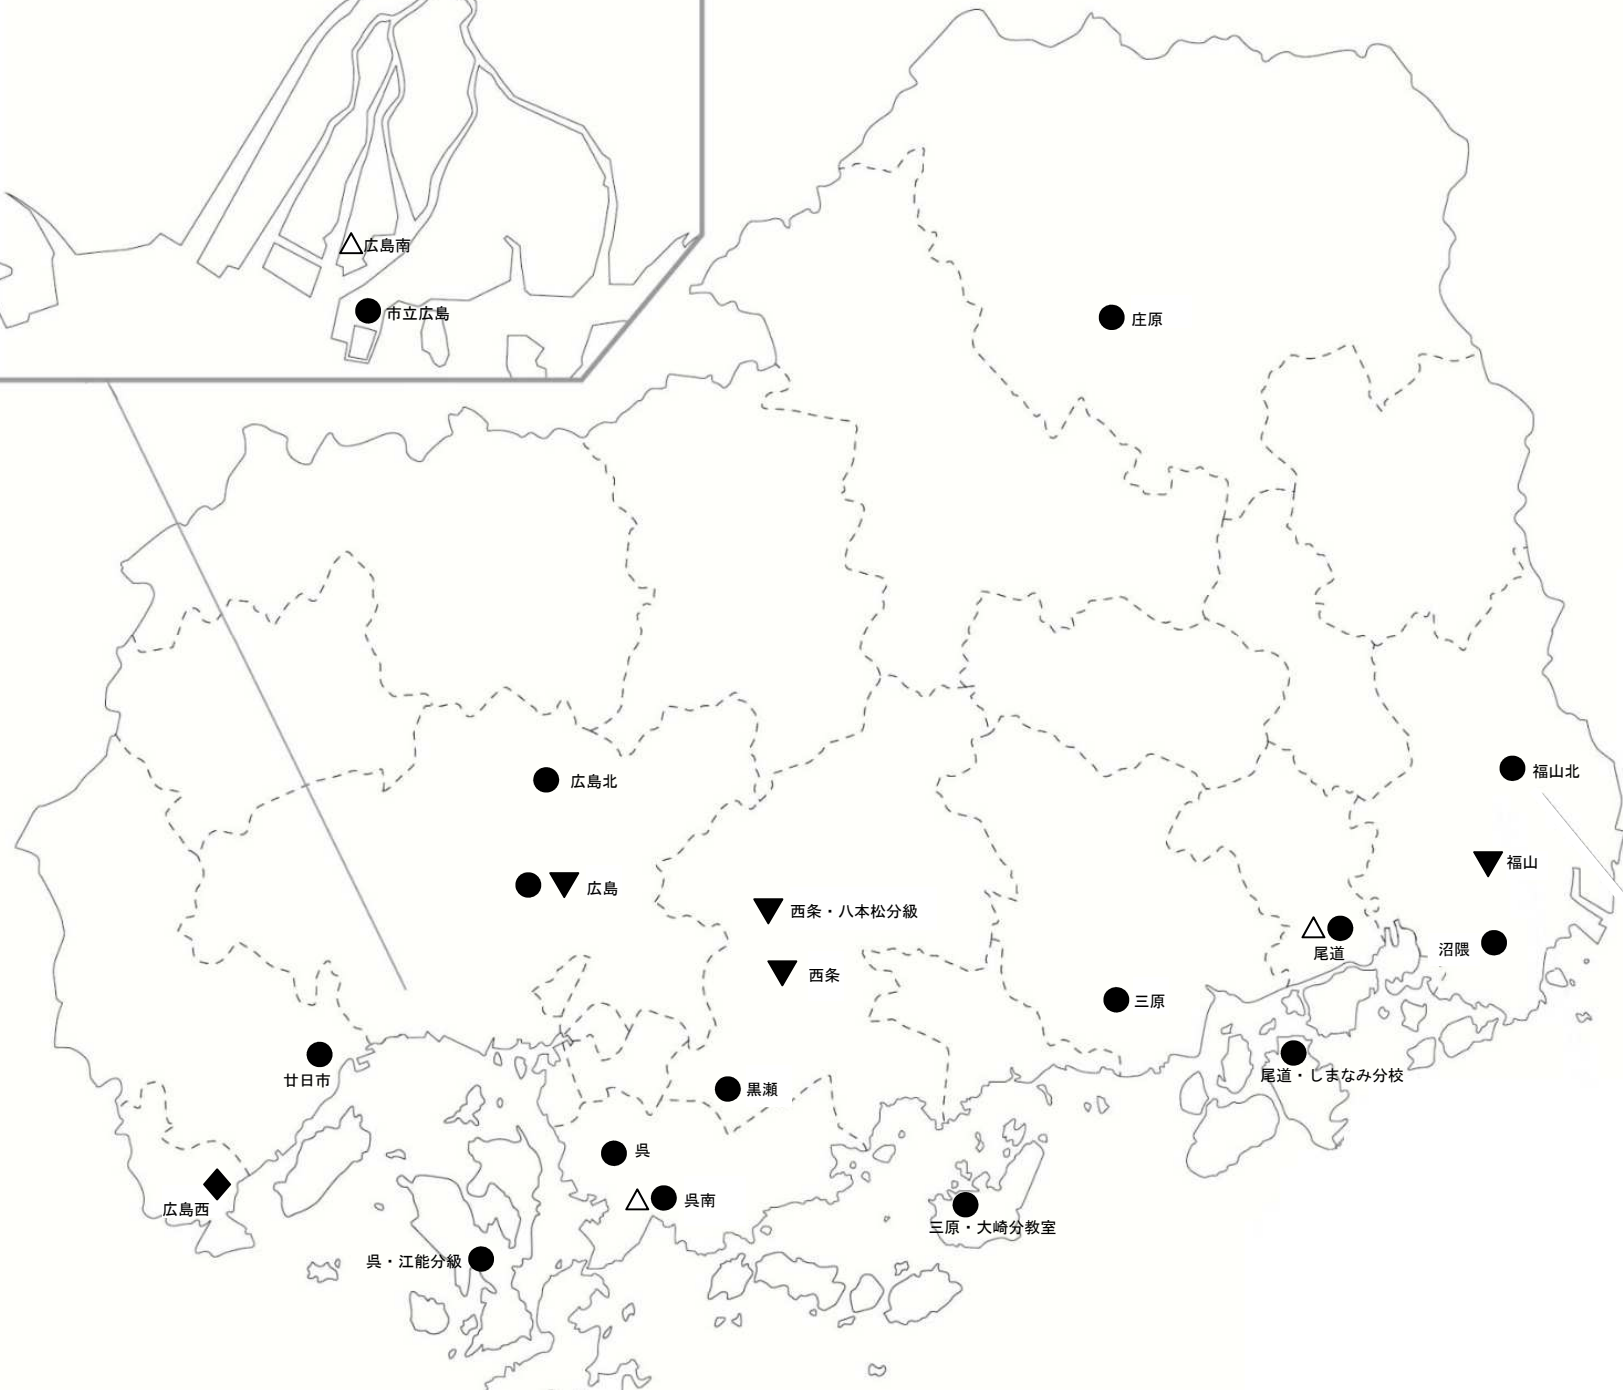 広島南
市立広島
庄原
広島北
福山北
広島
福山
西条・八本松分級
尾道
沼隈
西条
三原
廿日市
尾道・しまなみ分校
黒瀬
呉
呉南
広島西
三原・大崎分教室
呉・江能分級